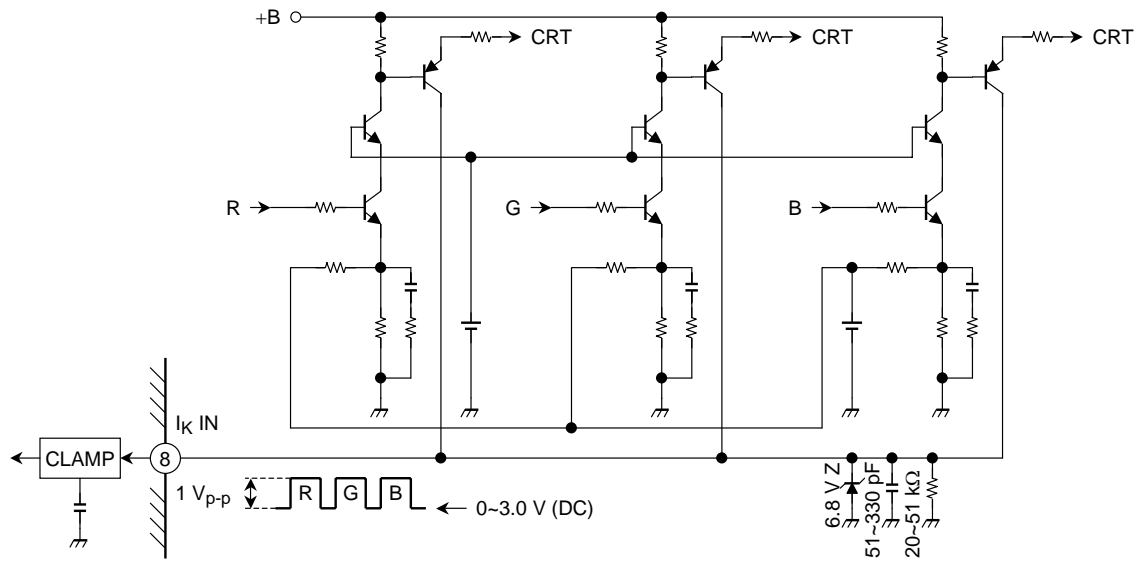 +B
CRT
CRT
CRT
R
G
B
I_K IN
CLAMP
8
1 V_p-p
R G B
0~3.0 V (DC)
6.8 V Z
51~330 pF
20~51 kΩ